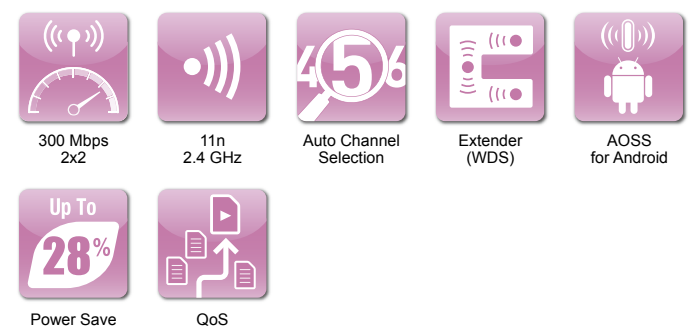 456
300 Mbps
2x2
11n
2.4 GHz
Auto Channel
Selection
Extender
(WDS)
AOSS
for Android
Up To
28%
Power Save
QoS